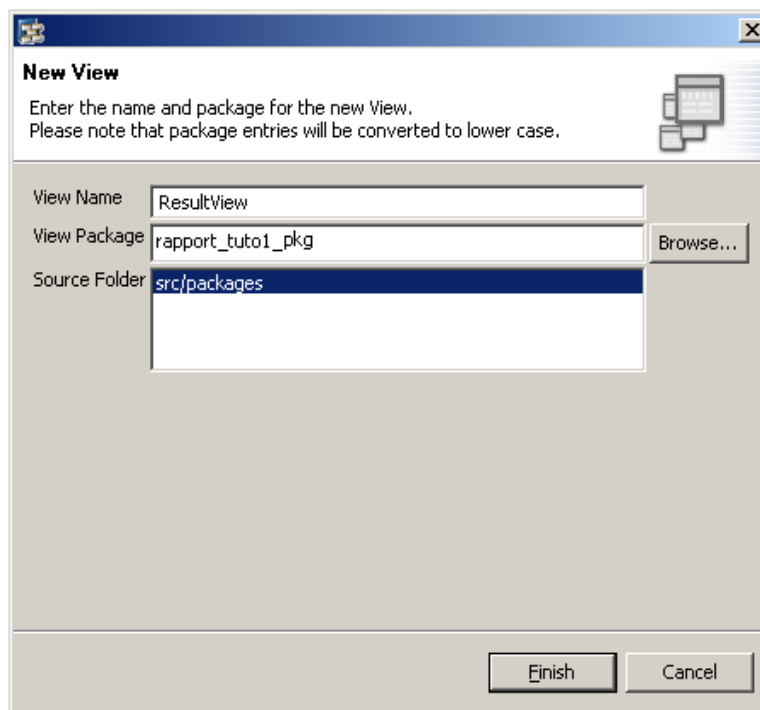 New View
Enter the name and package for the new View.
Please note that package entries will be converted to lower case.
View Name ResultView
View Package rapport_tuto1_pkg Browse...
Source Folder src/packages
Finish Cancel